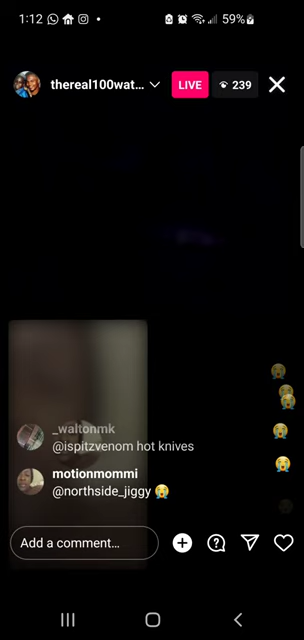 1:12
59%
thereal100wat...
LIVE
239
_waltonmk
@ispitzvenom hot knives
motionmommi
@northside_jiggy 😭
Add a comment...